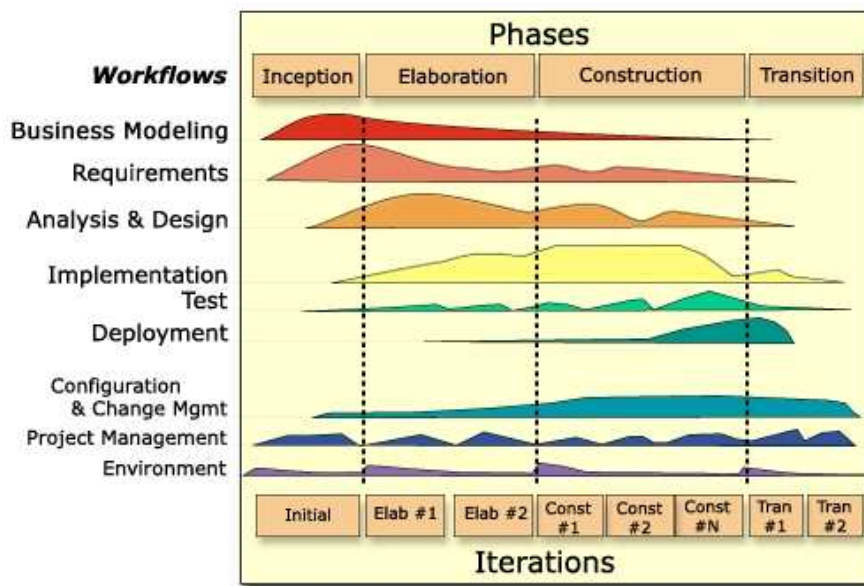 Phases
Workflows
Inception
Elaboration
Construction
Transition
Business Modeling
Requirements
Analysis & Design
Implementation
Test
Deployment
Configuration
& Change Mgmt
Project Management
Environment
Initial
Elab #1
Elab #2
Const
#1
Const
#2
Const
#N
Tran
#1
Tran
#2
Iterations